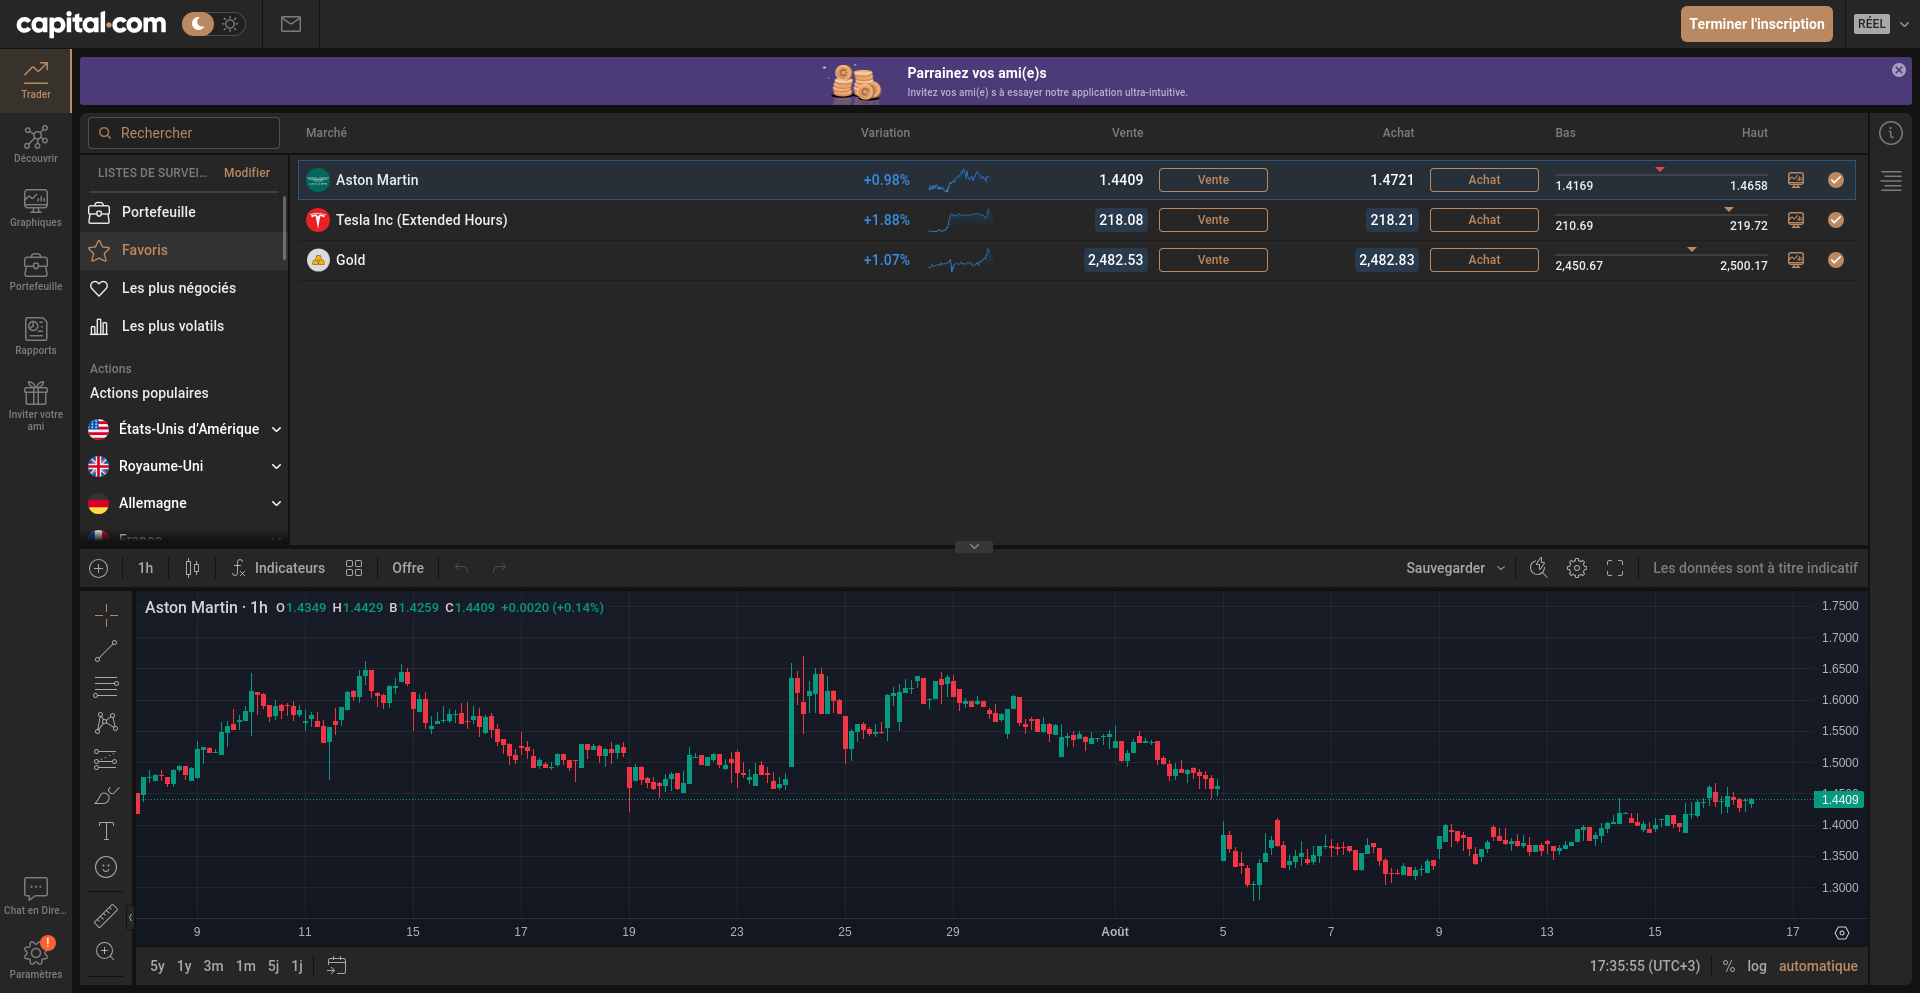 capital.com
Terminer l'inscription
RÉEL
Trader
Découvrir
Graphiques
Portefeuille
Rapports
Inviter votre
ami
Chat en Dire...
!
Paramètres
Parrainez vos ami(e)s
Invitez vos ami(e) s à essayer notre application ultra-intuitive.
Rechercher
Marché Variation Vente Achat Bas Haut
LISTES DE SURVEI... Modifier
Portefeuille
Favoris
Les plus négociés
Les plus volatils
Actions
Actions populaires
États-Unis d'Amérique
Royaume-Uni
Allemagne
France
Aston Martin +0.98% 1.4409 Vente 1.4721 Achat 1.4169 1.4658
Tesla Inc (Extended Hours) +1.88% 218.08 Vente 218.21 Achat 210.69 219.72
Gold +1.07% 2,482.53 Vente 2,482.83 Achat 2,450.67 2,500.17
1h Indicateurs Offre Sauvegarder Les données sont à titre indicatif
Aston Martin · 1h O1.4349 H1.4429 B1.4259 C1.4409 +0.0020 (+0.14%)
1.7500
1.7000
1.6500
1.6000
1.5500
1.5000
1.4409
1.4000
1.3500
1.3000
9 11 15 17 19 23 25 29 Août 5 7 9 13 15 17
5y 1y 3m 1m 5j 1j 17:35:55 (UTC+3) % log automatique